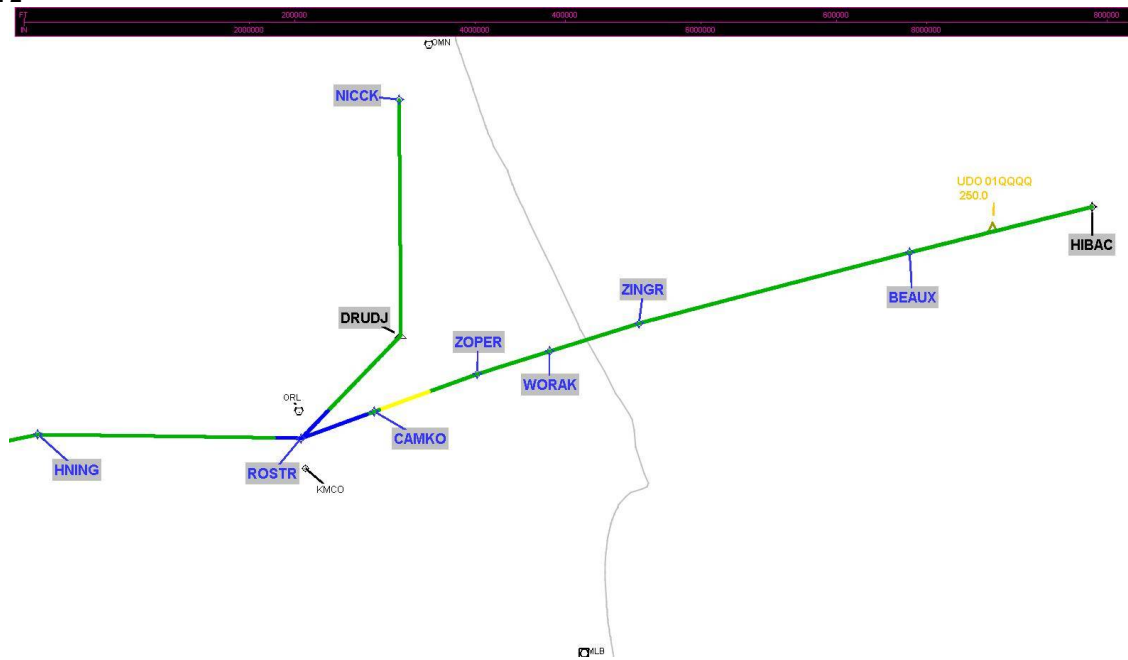 FT 200000 400000 600000 800000
IN 2000000 4000000 6000000 8000000
OMN
NICCK
UDO 01QQQQ
250.0
HIBAC
BEAUX
ZINGR
DRUDJ
ZOPER
WORAK
ORL
CAMKO
HNING
ROSTR
KMCO
MLB